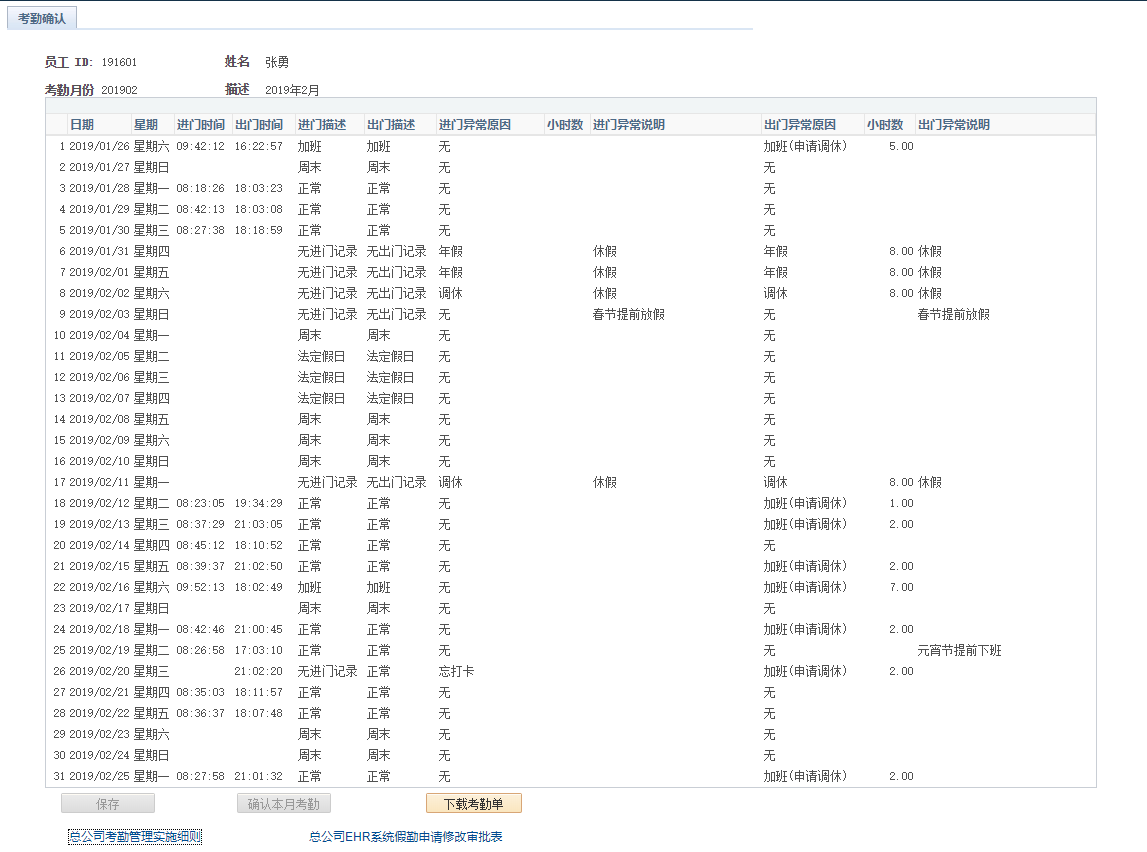 考勤确认
员工 ID: 191601 姓名 张勇
考勤月份 201902 描述 2019年2月
日期 星期 进门时间 出门时间 进门描述 出门描述 进门异常原因 小时数 进门异常说明 出门异常原因 小时数 出门异常说明
1 2019/01/26 星期六 09:42:12 16:22:57 加班 加班 无 加班(申请调休) 5.00
2 2019/01/27 星期日 周末 周末 无 无
3 2019/01/28 星期一 08:18:26 18:03:23 正常 正常 无 无
4 2019/01/29 星期二 08:42:13 18:03:08 正常 正常 无 无
5 2019/01/30 星期三 08:27:38 18:18:59 正常 正常 无 无
6 2019/01/31 星期四 无进门记录 无出门记录 年假 休假 年假 8.00 休假
7 2019/02/01 星期五 无进门记录 无出门记录 年假 休假 年假 8.00 休假
8 2019/02/02 星期六 无进门记录 无出门记录 调休 休假 调休 8.00 休假
9 2019/02/03 星期日 无进门记录 无出门记录 无 春节提前放假 无 春节提前放假
10 2019/02/04 星期一 周末 周末 无 无
11 2019/02/05 星期二 法定假日 法定假日 无 无
12 2019/02/06 星期三 法定假日 法定假日 无 无
13 2019/02/07 星期四 法定假日 法定假日 无 无
14 2019/02/08 星期五 周末 周末 无 无
15 2019/02/09 星期六 周末 周末 无 无
16 2019/02/10 星期日 周末 周末 无 无
17 2019/02/11 星期一 无进门记录 无出门记录 调休 休假 调休 8.00 休假
18 2019/02/12 星期二 08:23:05 19:34:29 正常 正常 无 加班(申请调休) 1.00
19 2019/02/13 星期三 08:37:29 21:03:05 正常 正常 无 加班(申请调休) 2.00
20 2019/02/14 星期四 08:45:12 18:10:52 正常 正常 无 无
21 2019/02/15 星期五 08:39:37 21:02:50 正常 正常 无 加班(申请调休) 2.00
22 2019/02/16 星期六 09:52:13 18:02:49 加班 加班 无 加班(申请调休) 7.00
23 2019/02/17 星期日 周末 周末 无 无
24 2019/02/18 星期一 08:42:46 21:00:45 正常 正常 无 加班(申请调休) 2.00
25 2019/02/19 星期二 08:26:58 17:03:10 正常 正常 无 无 元宵节提前下班
26 2019/02/20 星期三 21:02:20 无进门记录 正常 忘打卡 加班(申请调休) 2.00
27 2019/02/21 星期四 08:35:03 18:11:57 正常 正常 无 无
28 2019/02/22 星期五 08:36:37 18:07:48 正常 正常 无 无
29 2019/02/23 星期六 周末 周末 无 无
30 2019/02/24 星期日 周末 周末 无 无
31 2019/02/25 星期一 08:27:58 21:01:32 正常 正常 无 加班(申请调休) 2.00
保存 确认本月考勤 下载考勤单
总公司考勤管理实施细则 总公司EHR系统假勤申请修改审批表